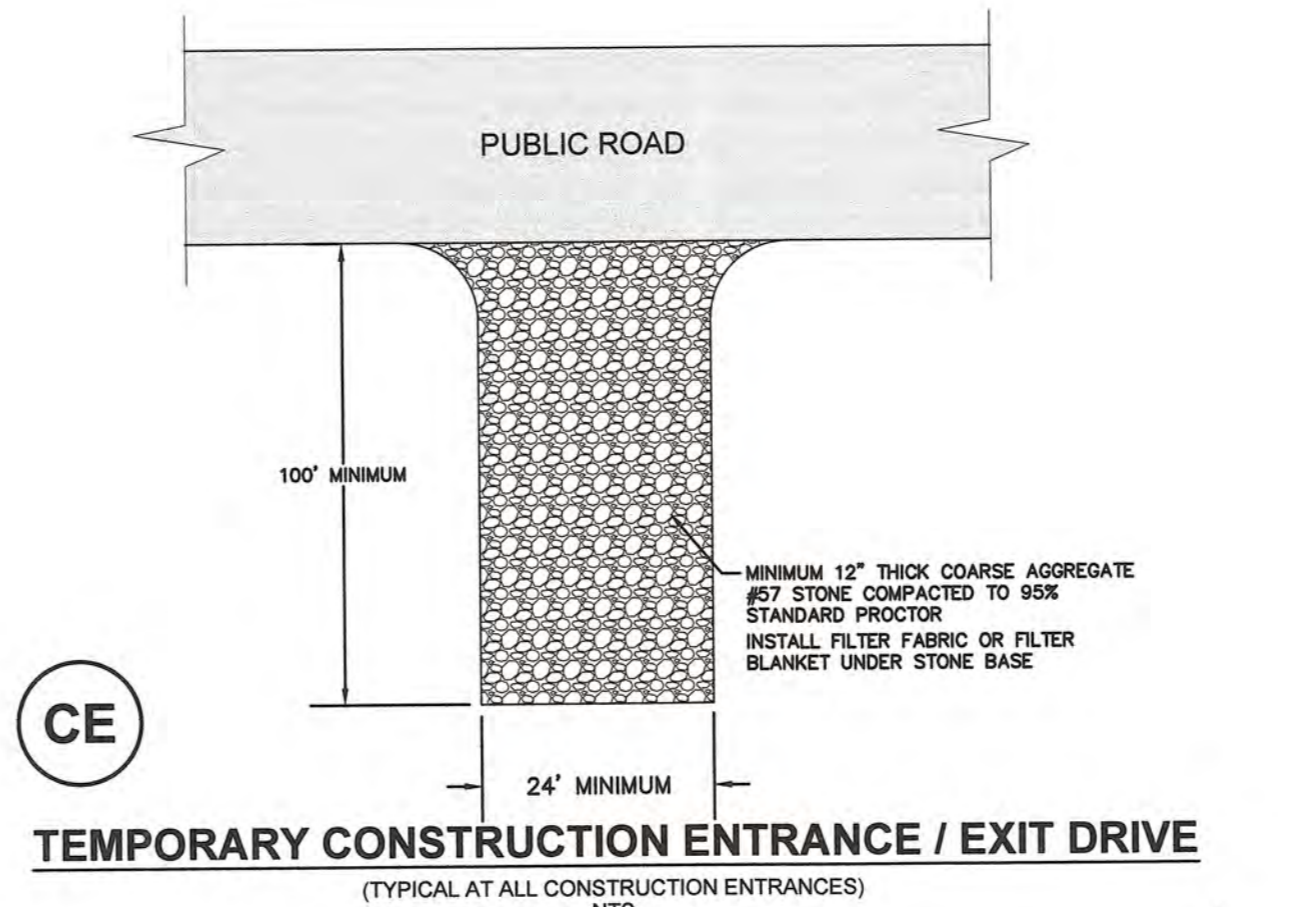 PUBLIC ROAD
100' MINIMUM
MINIMUM 12" THICK COARSE AGGREGATE
#57 STONE COMPACTED TO 95%
STANDARD PROCTOR
INSTALL FILTER FABRIC OR FILTER
BLANKET UNDER STONE BASE
CE
24' MINIMUM
TEMPORARY CONSTRUCTION ENTRANCE / EXIT DRIVE
(TYPICAL AT ALL CONSTRUCTION ENTRANCES)
NTS